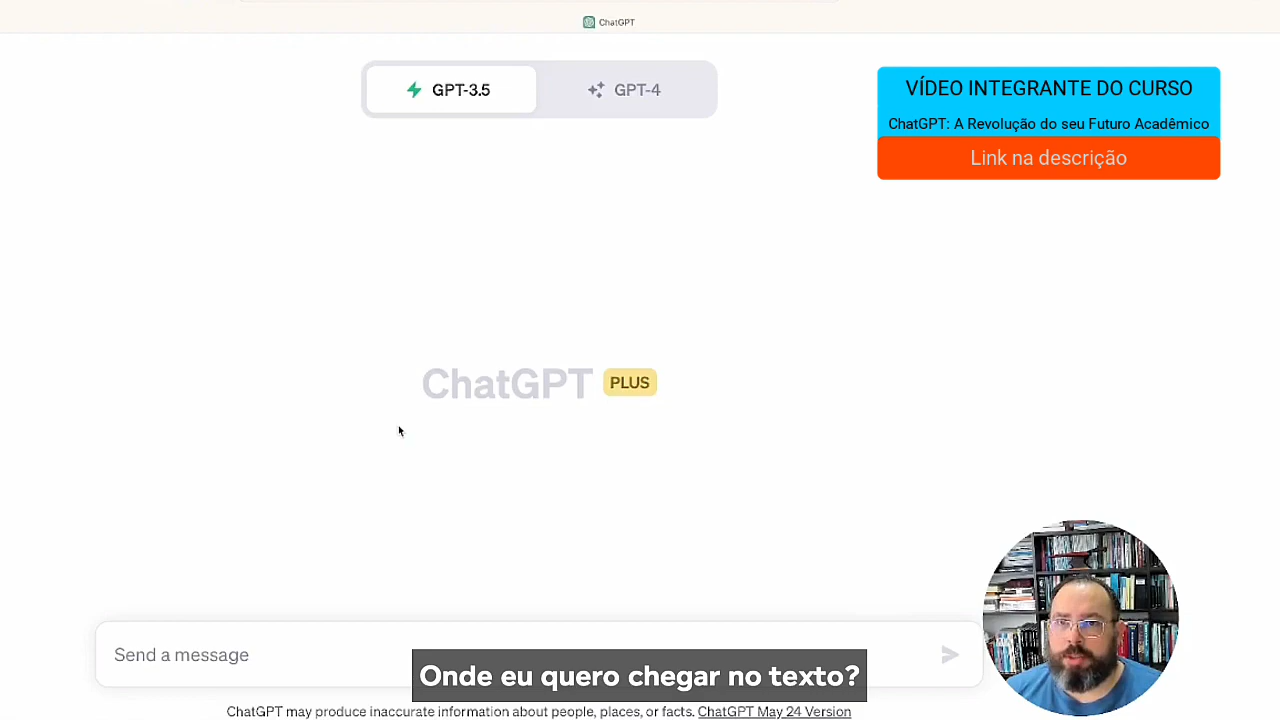 ChatGPT
GPT-3.5
GPT-4
VÍDEO INTEGRANTE DO CURSO
ChatGPT: A Revolução do seu Futuro Acadêmico
Link na descrição
ChatGPT PLUS
Send a message
Onde eu quero chegar no texto?
ChatGPT may produce inaccurate information about people, places, or facts. ChatGPT May 24 Version